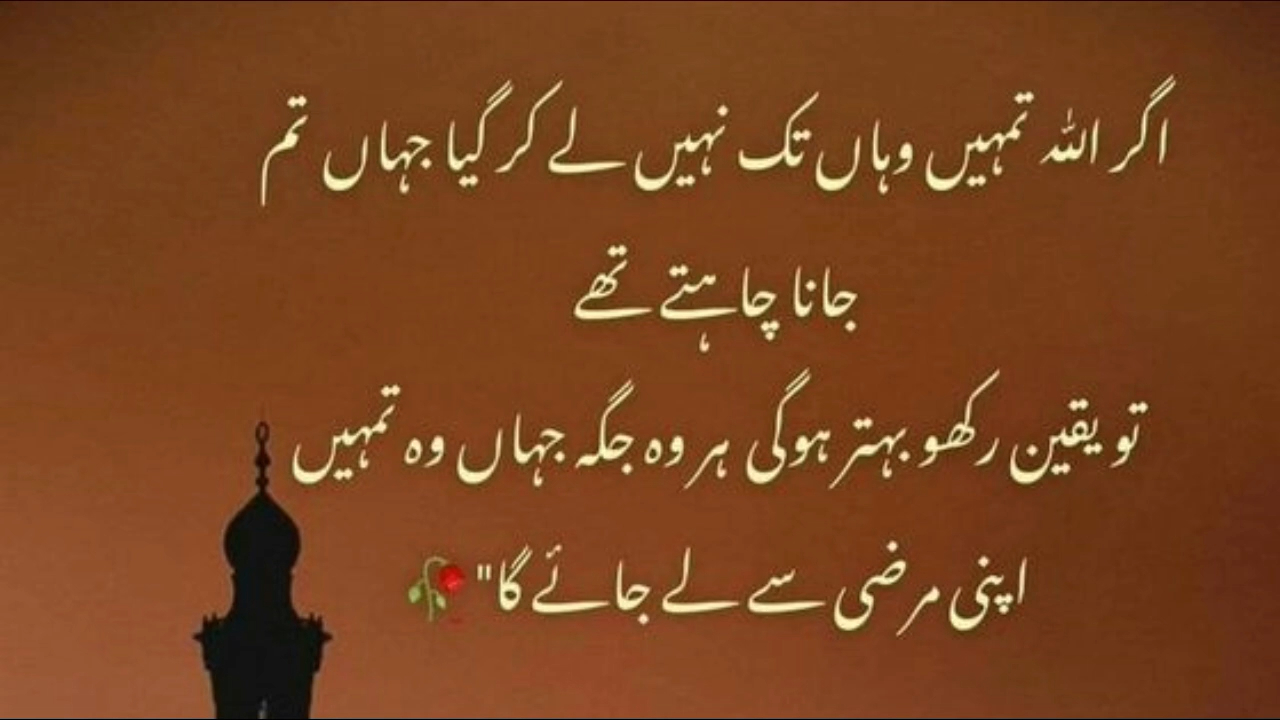 اگر اللہ تمہیں وہاں تک نہیں لے کر گیا جہاں تم
جانا چاہتے تھے
تو یقین رکھو بہتر ہوگی ہر وہ جگہ جہاں وہ تمہیں
اپنی مرضی سے لے جائے گا"🥀